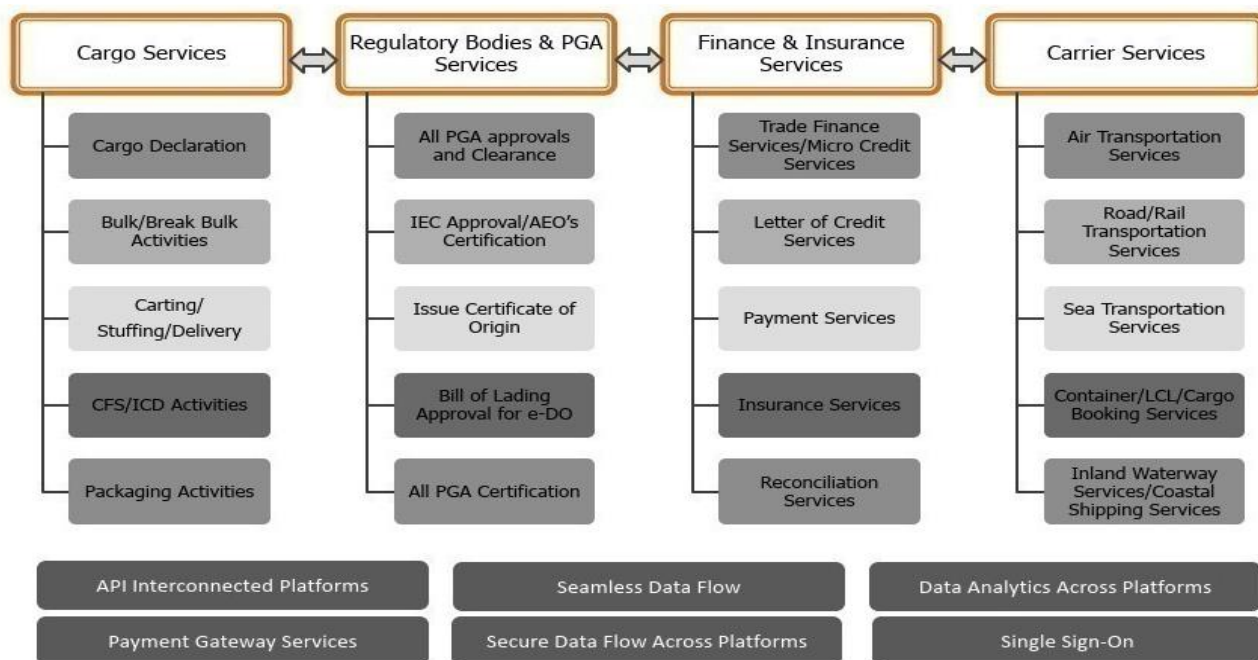 Cargo Services
Regulatory Bodies & PGA
Services
Finance & Insurance
Services
Carrier Services
Cargo Declaration
Bulk/Break Bulk
Activities
Carting/
Stuffing/Delivery
CFS/ICD Activities
Packaging Activities
All PGA approvals
and Clearance
IEC Approval/AEO's
Certification
Issue Certificate of
Origin
Bill of Lading
Approval for e-DO
All PGA Certification
Trade Finance
Services/Micro Credit
Services
Letter of Credit
Services
Payment Services
Insurance Services
Reconciliation
Services
Air Transportation
Services
Road/Rail
Transportation
Services
Sea Transportation
Services
Container/LCL/Cargo
Booking Services
Inland Waterway
Services/Coastal
Shipping Services
API Interconnected Platforms
Seamless Data Flow
Data Analytics Across Platforms
Payment Gateway Services
Secure Data Flow Across Platforms
Single Sign-On